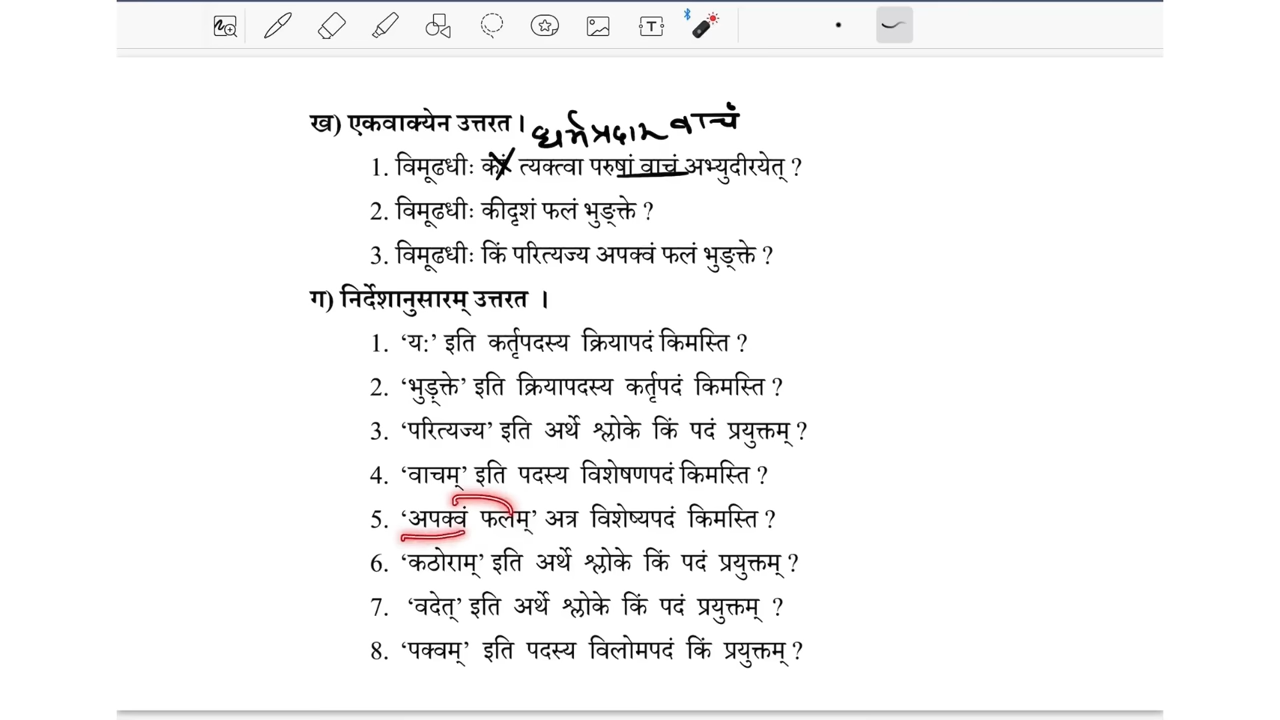 ख) एकवाक्येन उत्तरत । धर्मप्रदाम् वाचं
1. विमूढधीः कां त्यक्त्वा परुषां वाचं अभ्युदीरयेत् ?
2. विमूढधीः कीदृशं फलं भुङ्क्ते ?
3. विमूढधीः किं परित्यज्य अपक्वं फलं भुङ्क्ते ?
ग) निर्देशानुसारम् उत्तरत ।
1. ‘य:’ इति कर्तृपदस्य क्रियापदं किमस्ति ?
2. ‘भुड़्क्ते’ इति क्रियापदस्य कर्तृपदं किमस्ति ?
3. ‘परित्यज्य’ इति अर्थे श्लोके किं पदं प्रयुक्तम् ?
4. ‘वाचम्’ इति पदस्य विशेषणपदं किमस्ति ?
5. ‘अपक्वं फलम्’ अत्र विशेष्यपदं किमस्ति ?
6. ‘कठोराम्’ इति अर्थे श्लोके किं पदं प्रयुक्तम् ?
7. ‘वदेत्’ इति अर्थे श्लोके किं पदं प्रयुक्तम् ?
8. ‘पक्वम्’ इति पदस्य विलोमपदं किं प्रयुक्तम् ?